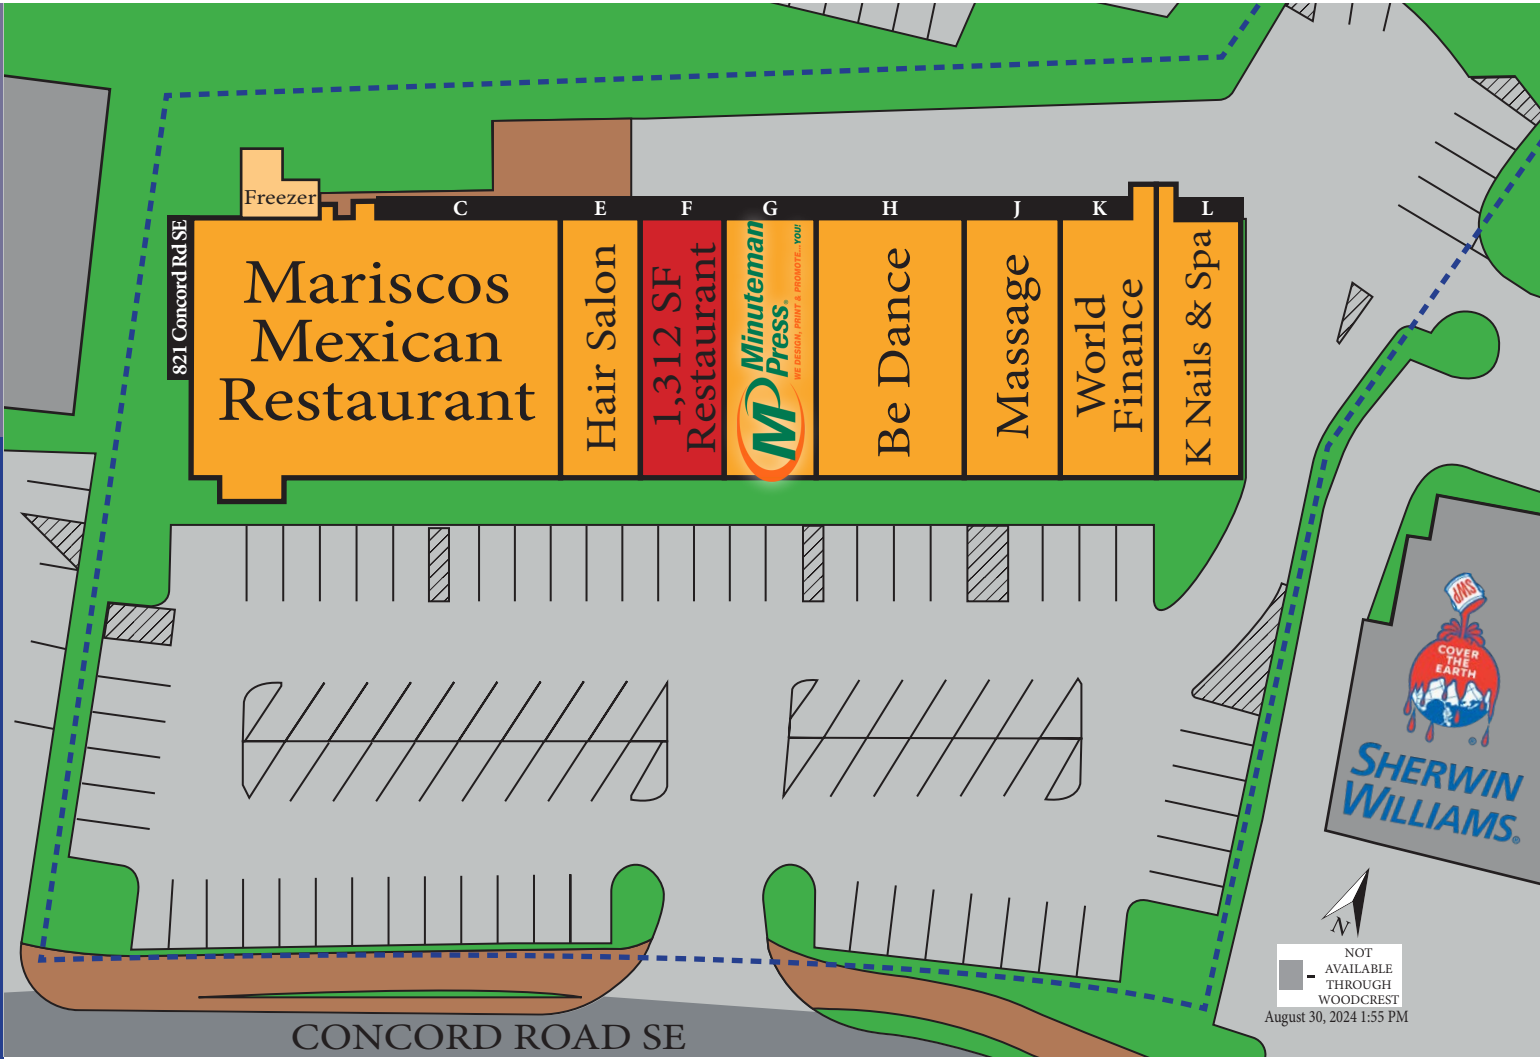 C
E
F
G
H
J
K
L
Freezer
821 Concord Rd SE
Mariscos
Mexican
Restaurant
Hair Salon
1,312 SF
Restaurant
Minuteman
Press®
WE DESIGN, PRINT & PROMOTE...YOU!
M
Be Dance
Massage
World
Finance
K Nails & Spa
SWP
COVER
THE
EARTH
®
SHERWIN
WILLIAMS®
N
NOT
AVAILABLE
THROUGH
WOODCREST
-
August 30, 2024 1:55 PM
CONCORD ROAD SE